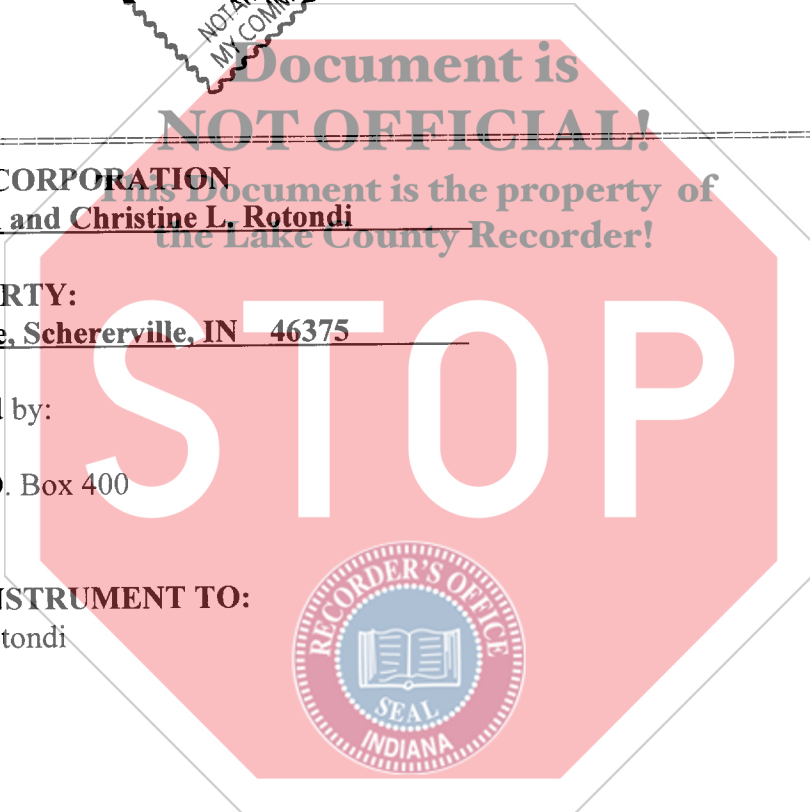 NOTAR
MY COMM
Document is
NOT OFFICIAL!
CORPORATION
This Document is the property of
and Christine L. Rotondi
the Lake County Recorder!
RTY:
e, Schererville, IN 46375
STOP
by:
. Box 400
RECORDER'S OFFICE
NSTRUMENT TO:
tondi
SEAL
INDIANA